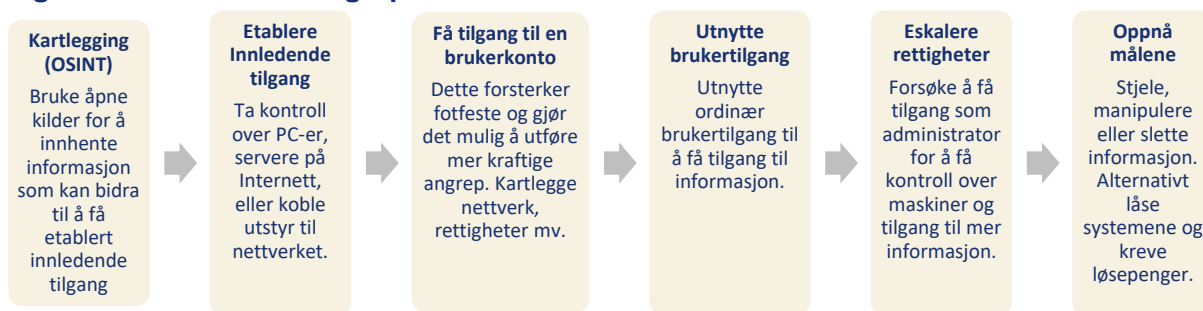 Kartlegging
(OSINT)
Bruke åpne
kilder for å
innhente
informasjon
som kan bidra
til å få
etablert
innledende
tilgang
Etablere
Innledende
tilgang
Ta kontroll
over PC-er,
servere på
Internett,
eller koble
utstyr til
nettverket.
Få tilgang til en
brukerkonto
Dette forsterker
fotfeste og gjør
det mulig å utføre
mer kraftige
angrep. Kartlegge
nettverk,
rettigheter mv.
Utnytte
brukertilgang
Utnytte
ordinær
brukertilgang til
å få tilgang til
informasjon.
Eskalere
rettigheter
Forsøke å få
tilgang som
administrator
for å få
kontroll over
maskiner og
tilgang til mer
informasjon.
Oppnå
målene
Stjele,
manipulere
eller slette
informasjon.
Alternativt
låse
systemene og
kreve
løsepenger.